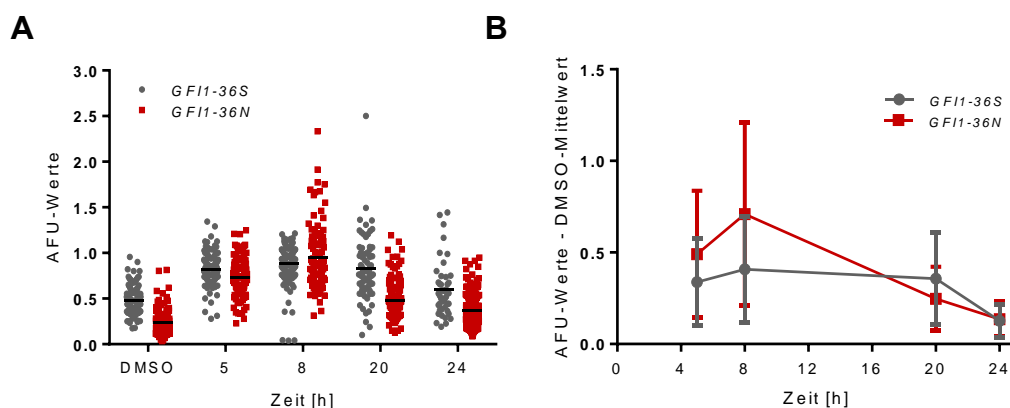 A
AFU-Werte
3.0
2.5
2.0
1.5
1.0
0.5
0.0
GFI1-36S
GFI1-36N
DMSO 5 8 20 24
Zeit [h]
B
AFU-Werte - DMSO-Mittelwert
1.5
1.0
0.5
0.0
GFI1-36S
GFI1-36N
0 4 8 12 16 20 24
Zeit [h]